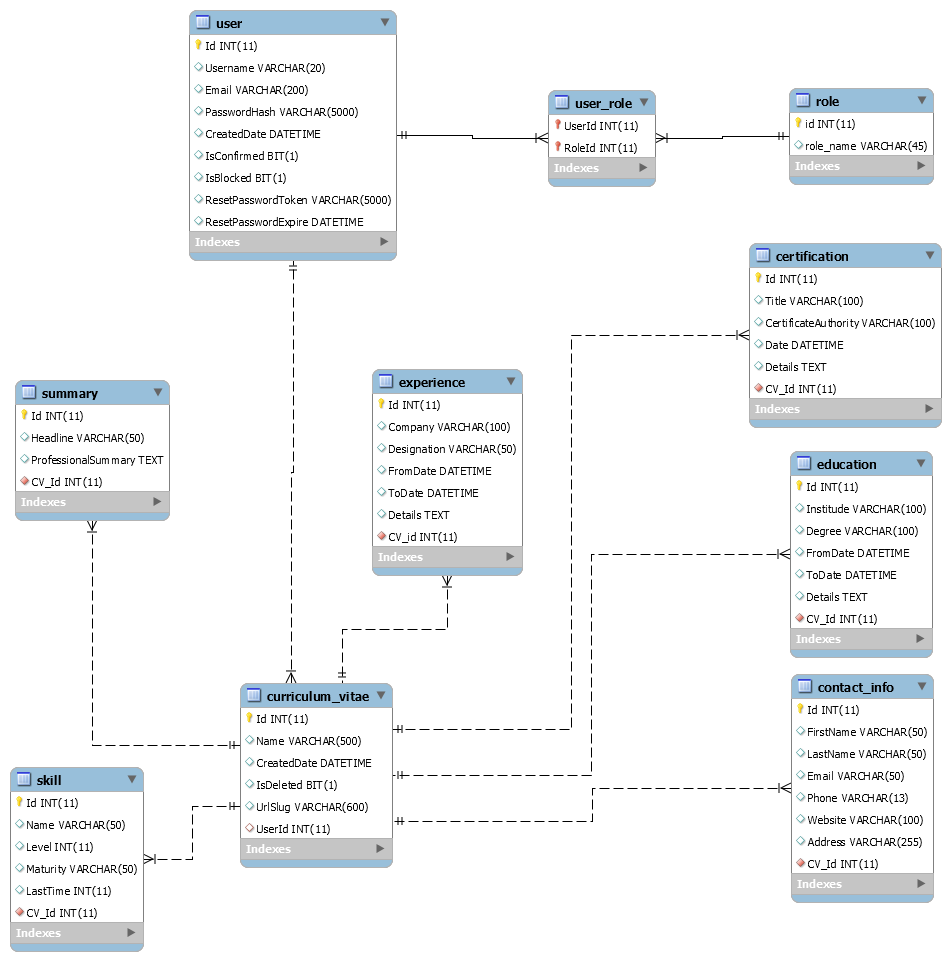 user
Id INT(11)
Username VARCHAR(20)
Email VARCHAR(200)
PasswordHash VARCHAR(5000)
CreatedDate DATETIME
IsConfirmed BIT(1)
IsBlocked BIT(1)
ResetPasswordToken VARCHAR(5000)
ResetPasswordExpire DATETIME
Indexes
user_role
UserId INT(11)
RoleId INT(11)
Indexes
role
id INT(11)
role_name VARCHAR(45)
Indexes
certification
Id INT(11)
Title VARCHAR(100)
CertificateAuthority VARCHAR(100)
Date DATETIME
Details TEXT
CV_Id INT(11)
Indexes
summary
Id INT(11)
Headline VARCHAR(50)
ProfessionalSummary TEXT
CV_Id INT(11)
Indexes
experience
Id INT(11)
Company VARCHAR(100)
Designation VARCHAR(50)
FromDate DATETIME
ToDate DATETIME
Details TEXT
CV_id INT(11)
Indexes
education
Id INT(11)
Institude VARCHAR(100)
Degree VARCHAR(100)
FromDate DATETIME
ToDate DATETIME
Details TEXT
CV_Id INT(11)
Indexes
curriculum_vitae
Id INT(11)
Name VARCHAR(500)
CreatedDate DATETIME
IsDeleted BIT(1)
UrlSlug VARCHAR(600)
UserId INT(11)
Indexes
contact_info
Id INT(11)
FirstName VARCHAR(50)
LastName VARCHAR(50)
Email VARCHAR(50)
Phone VARCHAR(13)
Website VARCHAR(100)
Address VARCHAR(255)
CV_Id INT(11)
Indexes
skill
Id INT(11)
Name VARCHAR(50)
Level INT(11)
Maturity VARCHAR(50)
LastTime INT(11)
CV_Id INT(11)
Indexes